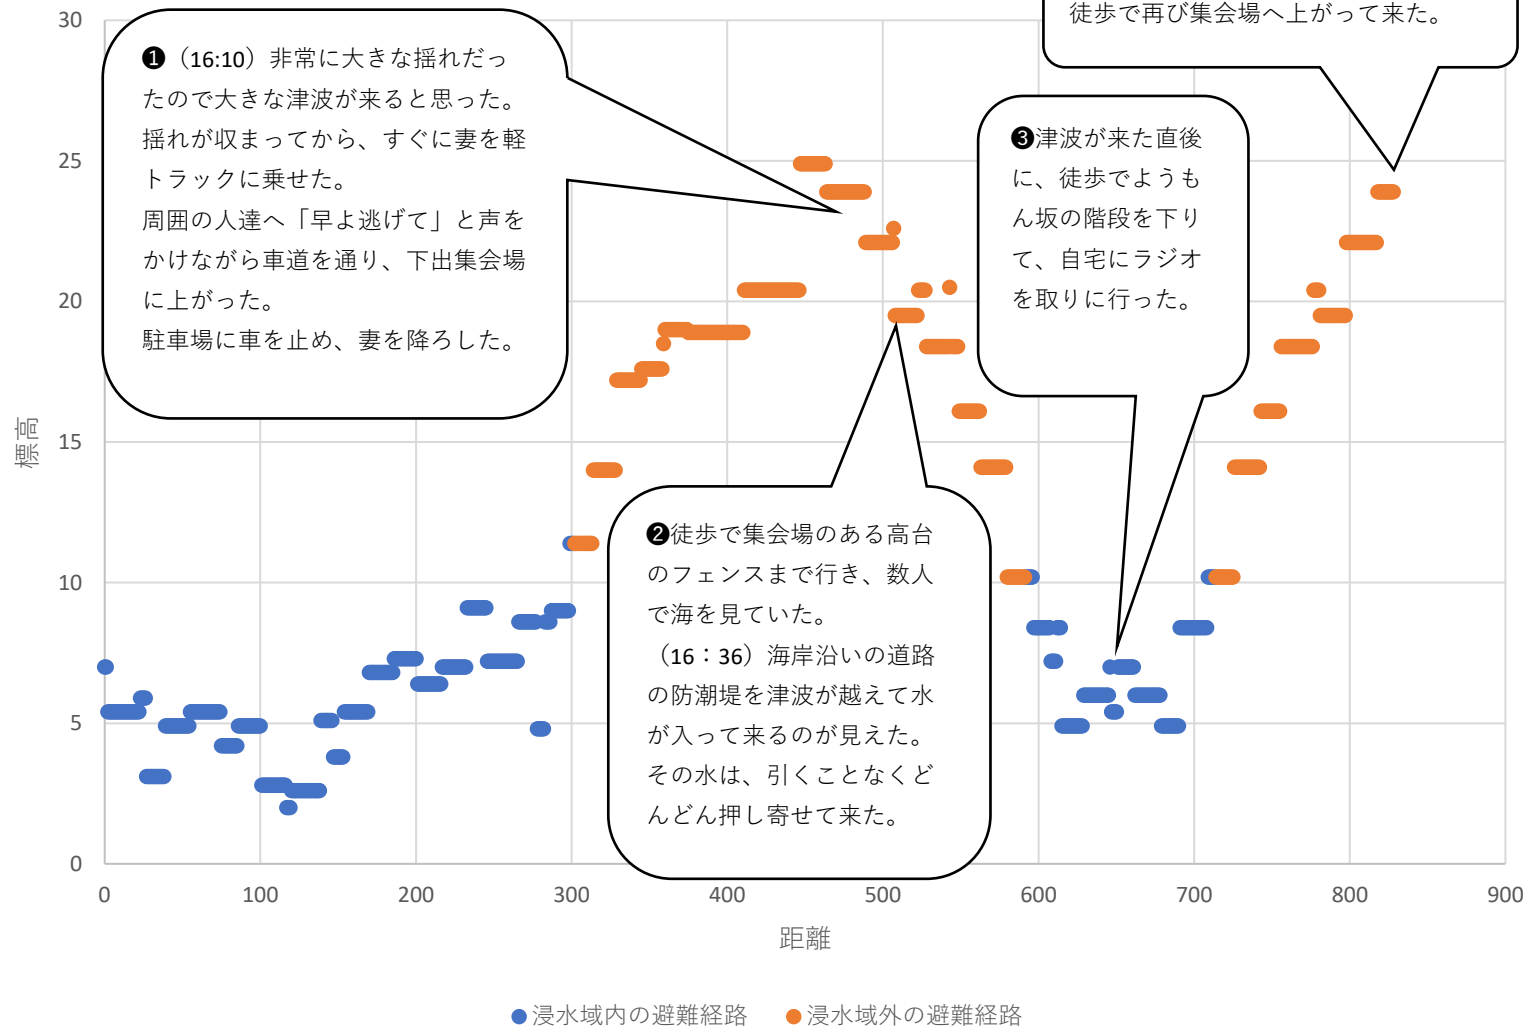 徒歩で再び集会場へ上がって来た。
❶（16:10）非常に大きな揺れだっ
たので大きな津波が来ると思った。
揺れが収まってから、すぐに妻を軽
トラックに乗せた。
周囲の人達へ「早よ逃げて」と声を
かけながら車道を通り、下出集会場
に上がった。
駐車場に車を止め、妻を降ろした。
❸津波が来た直後
に、徒歩でようも
ん坂の階段を下り
て、自宅にラジオ
を取りに行った。
❷徒歩で集会場のある高台
のフェンスまで行き、数人
で海を見ていた。
（16：36）海岸沿いの道路
の防潮堤を津波が越えて水
が入って来るのが見えた。
その水は、引くことなくど
んどん押し寄せて来た。
30
25
20
15
10
5
0
標高
0 100 200 300 400 500 600 700 800 900
距離
浸水域内の避難経路 浸水域外の避難経路